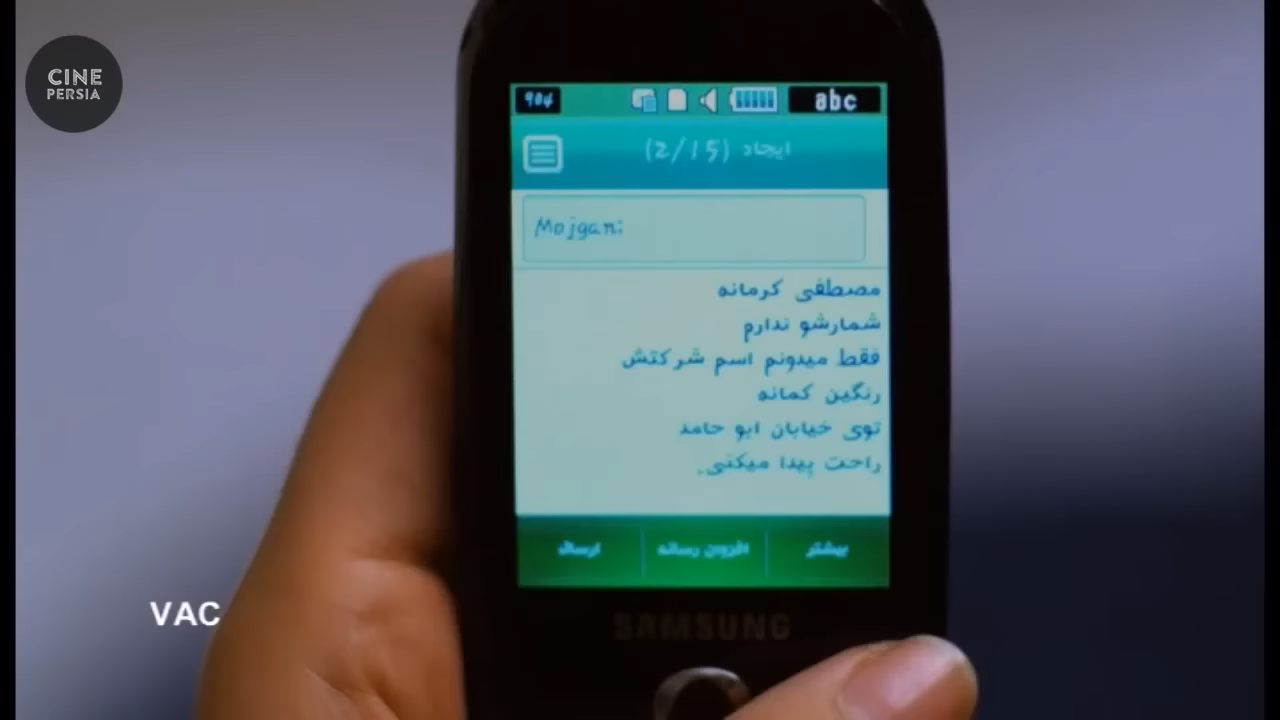 CINE
PERSIA
abc
ایجاد (2/15)
Mojgani
مصطفی کرمانه
شمارشو ندارم
فقط میدونم اسم شرکتش
رنگین کمانه
توی خیابان ابو حامد
راحت پیدا میکنی.
ارسال افزودن رسانه بیشتر
SAMSUNG
VAC